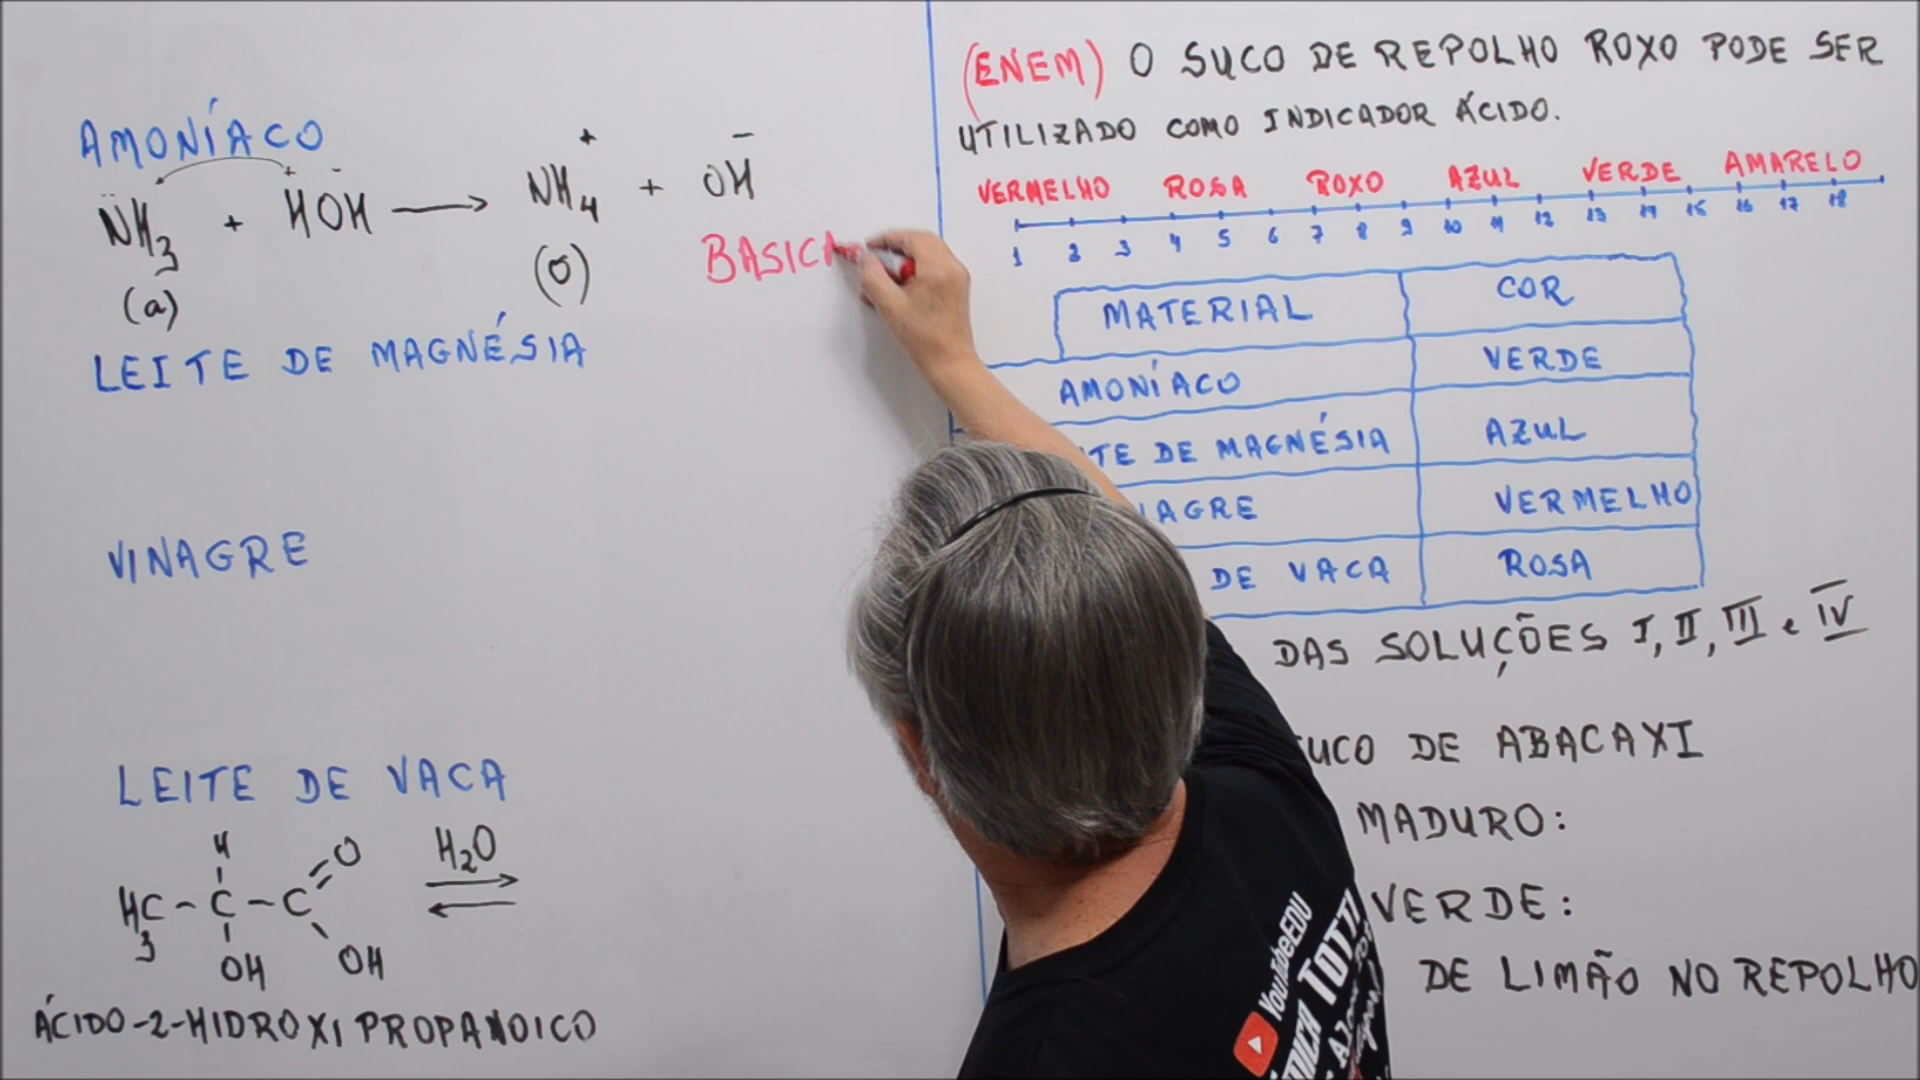 AMONÍACO
NH3 + HOH → NH4+ + OH-
(a) (o) BASICA
LEITE DE MAGNÉSIA
VINAGRE
LEITE DE VACA
H
H3C - C - C = O
OH OH
H2O
ÁCIDO-2-HIDROXI PROPANOICO
(ENEM) O SUCO DE REPOLHO ROXO PODE SER
UTILIZADO COMO INDICADOR ÁCIDO.
VERMELHO ROSA ROXO AZUL VERDE AMARELO
1 2 3 4 5 6 7 8 9 10 11 12 13 14 15 16 17 18
MATERIAL COR
AMONÍACO VERDE
TE DE MAGNÉSIA AZUL
AGRE VERMELHO
DE VACA ROSA
DAS SOLUÇÕES I, II, III e IV
UCO DE ABACAXI
MADURO:
VERDE:
DE LIMÃO NO REPOLHO
YouTubeEDU
TOTTI